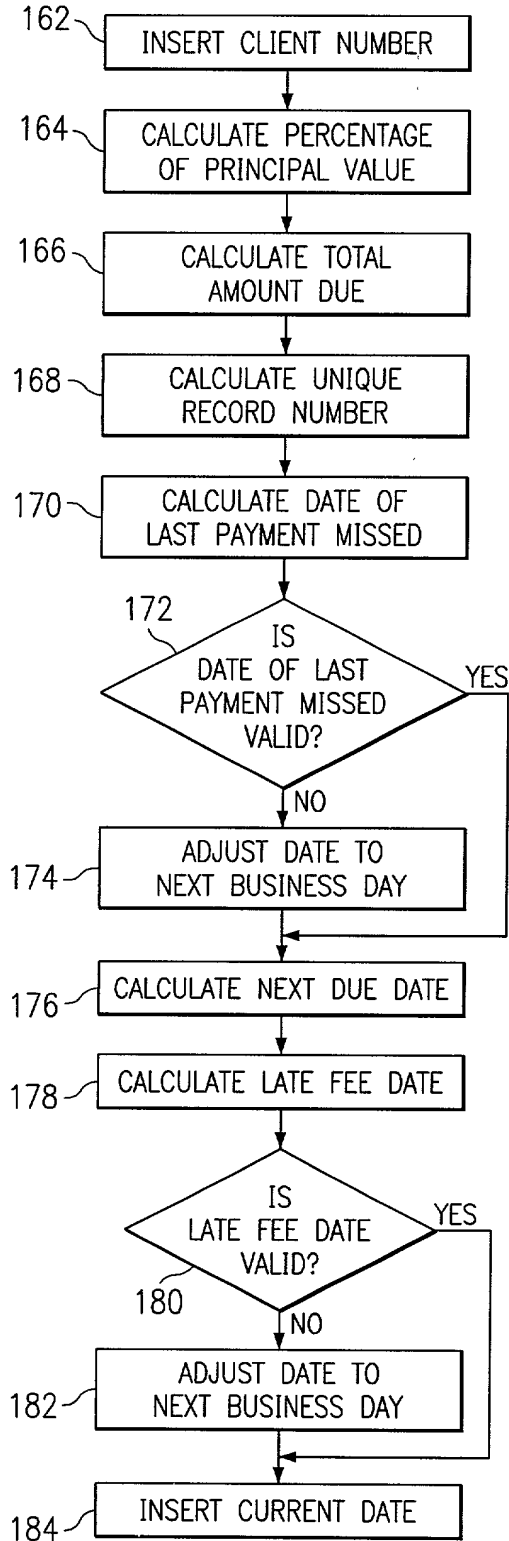 162
INSERT CLIENT NUMBER
164
CALCULATE PERCENTAGE
OF PRINCIPAL VALUE
166
CALCULATE TOTAL
AMOUNT DUE
168
CALCULATE UNIQUE
RECORD NUMBER
170
CALCULATE DATE OF
LAST PAYMENT MISSED
172
IS
DATE OF LAST
PAYMENT MISSED
VALID?
YES
NO
174
ADJUST DATE TO
NEXT BUSINESS DAY
176
CALCULATE NEXT DUE DATE
178
CALCULATE LATE FEE DATE
IS
LATE FEE DATE
VALID?
YES
180
NO
182
ADJUST DATE TO
NEXT BUSINESS DAY
184
INSERT CURRENT DATE